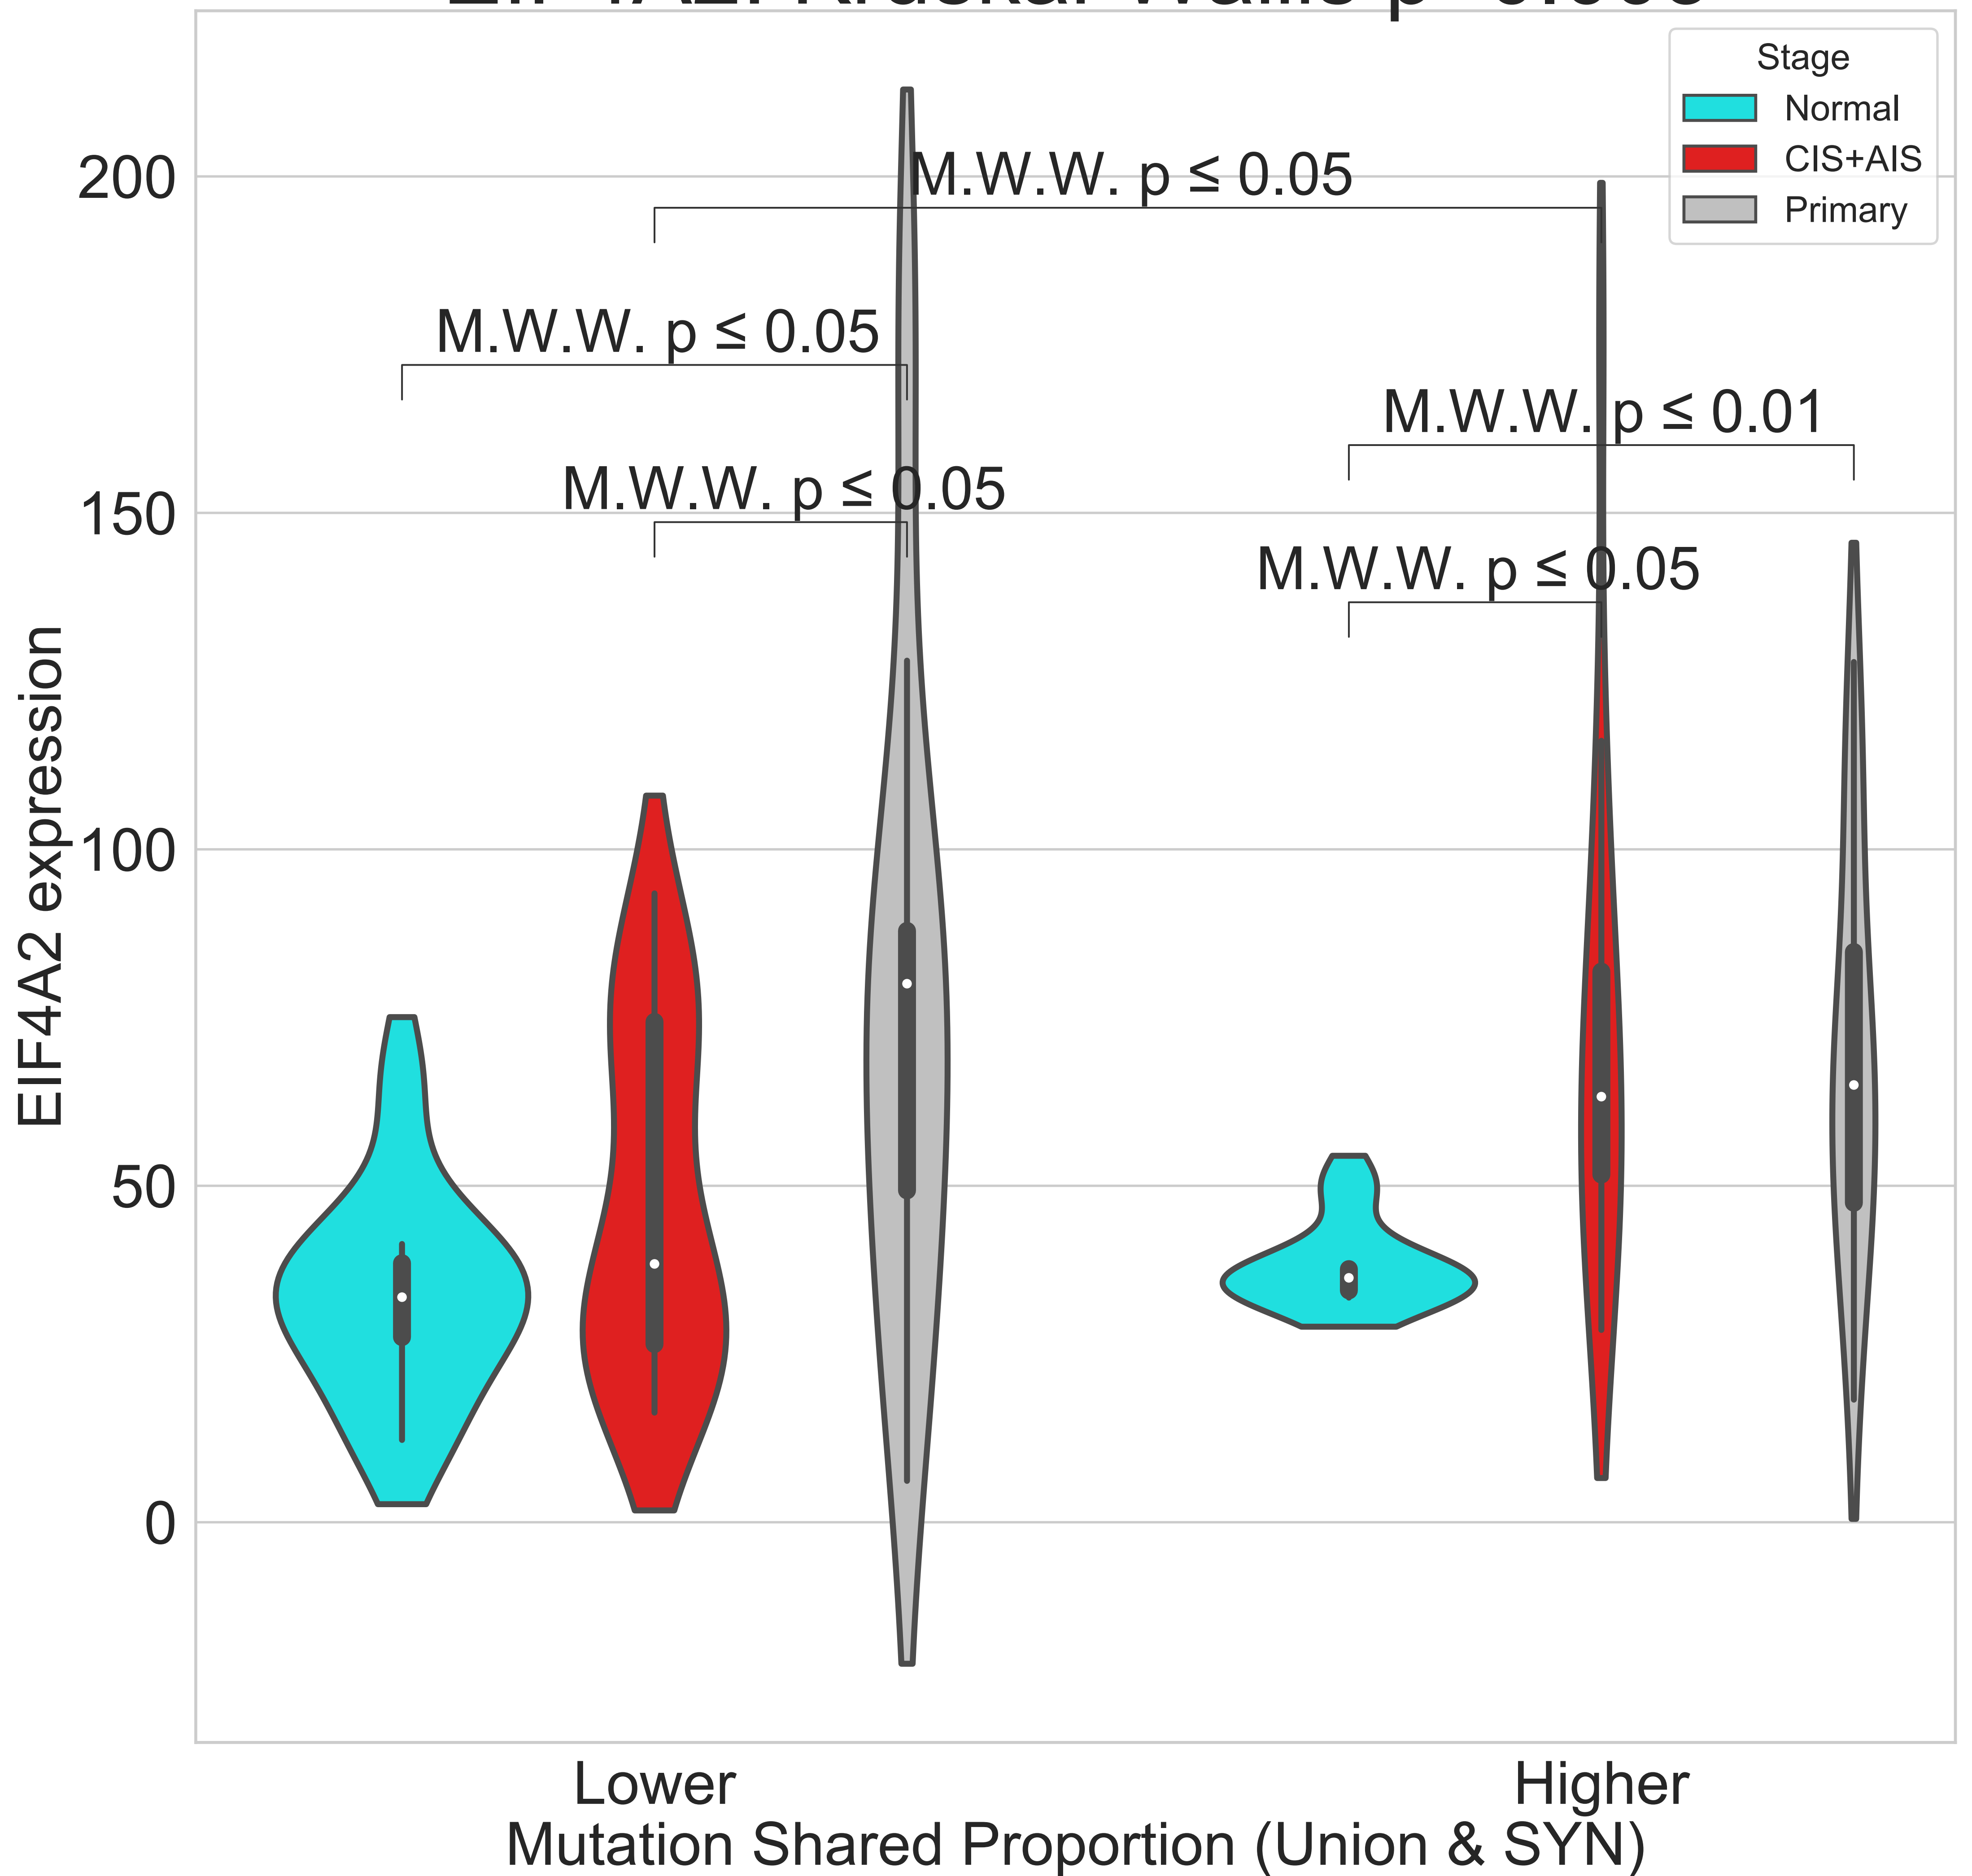 Stage
Normal
CIS+AIS
Primary
M.W.W. p ≤ 0.05
M.W.W. p ≤ 0.05
M.W.W. p ≤ 0.01
M.W.W. p ≤ 0.05
M.W.W. p ≤ 0.05
200
150
100
50
0
EIF4A2 expression
Lower
Higher
Mutation Shared Proportion (Union & SYN)